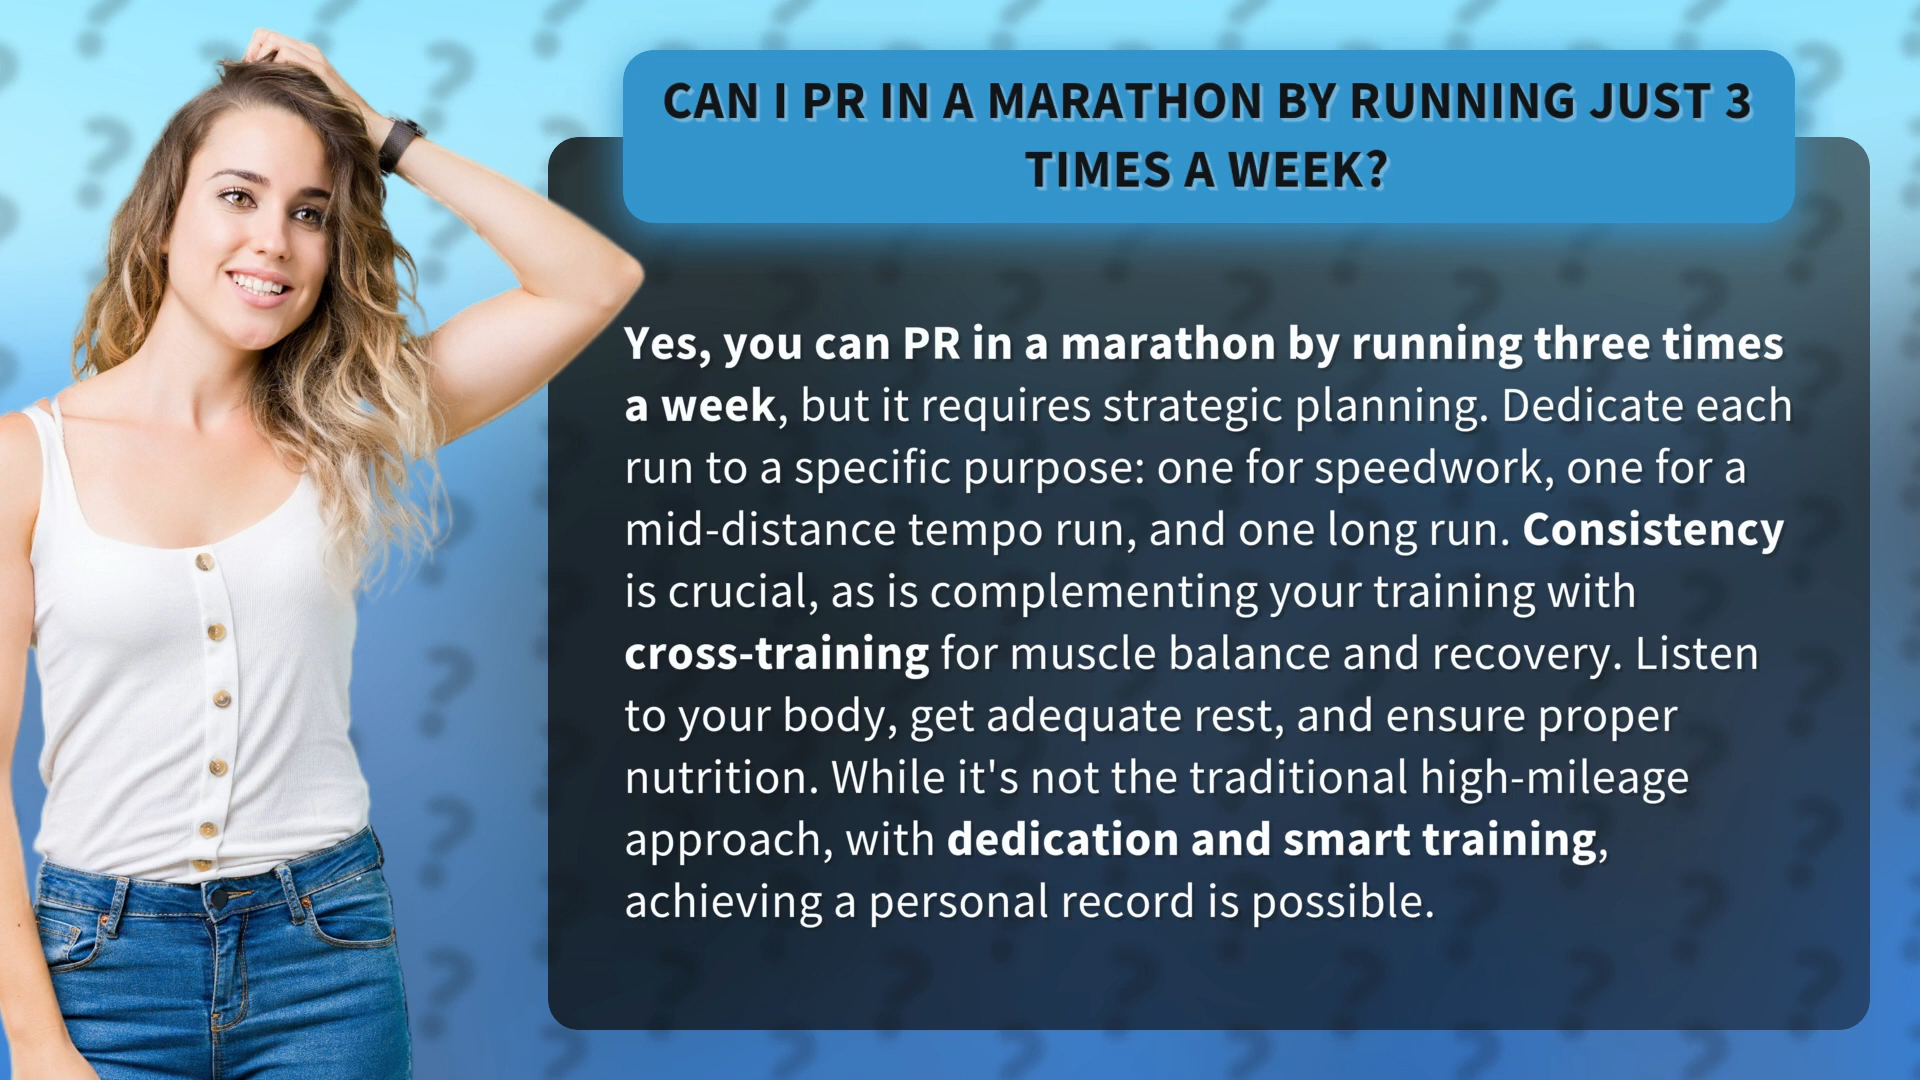 CAN I PR IN A MARATHON BY RUNNING JUST 3
TIMES A WEEK?
Yes, you can PR in a marathon by running three times
a week, but it requires strategic planning. Dedicate each
run to a specific purpose: one for speedwork, one for a
mid-distance tempo run, and one long run. Consistency
is crucial, as is complementing your training with
cross-training for muscle balance and recovery. Listen
to your body, get adequate rest, and ensure proper
nutrition. While it's not the traditional high-mileage
approach, with dedication and smart training,
achieving a personal record is possible.